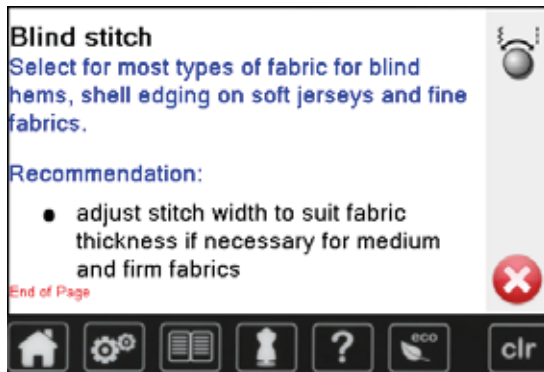 Blind stitch
Select for most types of fabric for blind
hems, shell edging on soft jerseys and fine
fabrics.
Recommendation:
● adjust stitch width to suit fabric
thickness if necessary for medium
and firm fabrics
End of Page
?
eco
clr